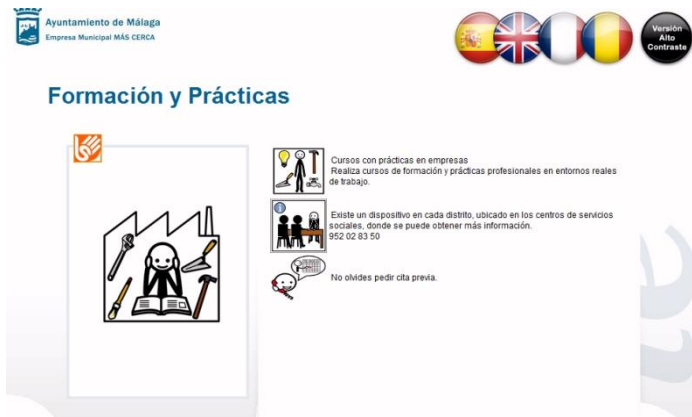 Ayuntamiento de Málaga
Empresa Municipal MÁS CERCA
Versión
Alto
Contraste
Formación y Prácticas
Cursos con prácticas en empresas
Realiza cursos de formación y prácticas profesionales en entornos reales
de trabajo.
Existe un dispositivo en cada distrito, ubicado en los centros de servicios
sociales, donde se puede obtener más información.
952 02 83 50
No olvides pedir cita previa.